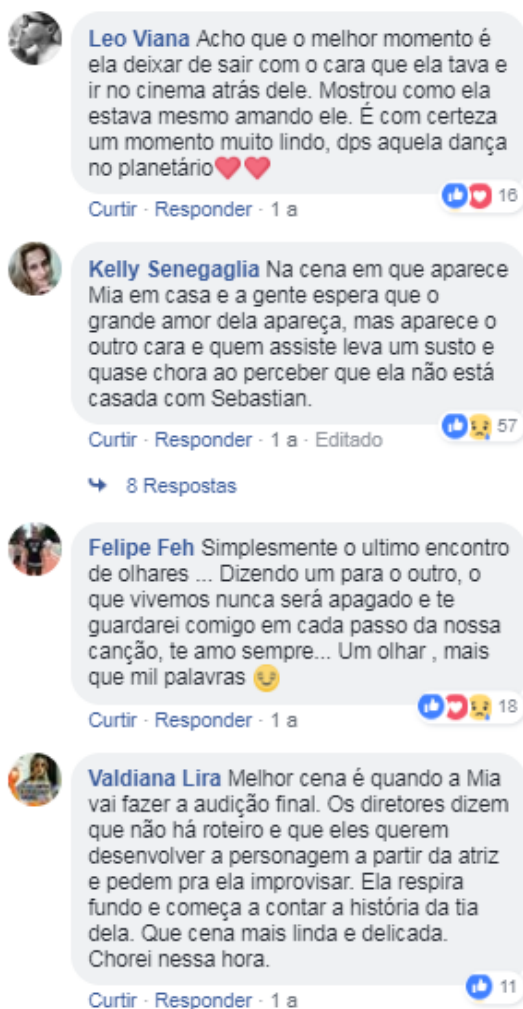 Leo Viana Acho que o melhor momento é
ela deixar de sair com o cara que ela tava e
ir no cinema atrás dele. Mostrou como ela
estava mesmo amando ele. É com certeza
um momento muito lindo, dps aquela dança
no planetário❤❤
16
Curtir · Responder · 1 a
Kelly Senegaglia Na cena em que aparece
Mia em casa e a gente espera que o
grande amor dela apareça, mas aparece o
outro cara e quem assiste leva um susto e
quase chora ao perceber que ela não está
casada com Sebastian.
57
Curtir · Responder · 1 a · Editado
8 Respostas
Felipe Feh Simplesmente o ultimo encontro
de olhares ... Dizendo um para o outro, o
que vivemos nunca será apagado e te
guardarei comigo em cada passo da nossa
canção, te amo sempre... Um olhar , mais
que mil palavras 😉
18
Curtir · Responder · 1 a
Valdiana Lira Melhor cena é quando a Mia
vai fazer a audição final. Os diretores dizem
que não há roteiro e que eles querem
desenvolver a personagem a partir da atriz
e pedem pra ela improvisar. Ela respira
fundo e começa a contar a história da tia
dela. Que cena mais linda e delicada.
Chorei nessa hora.
11
Curtir · Responder · 1 a